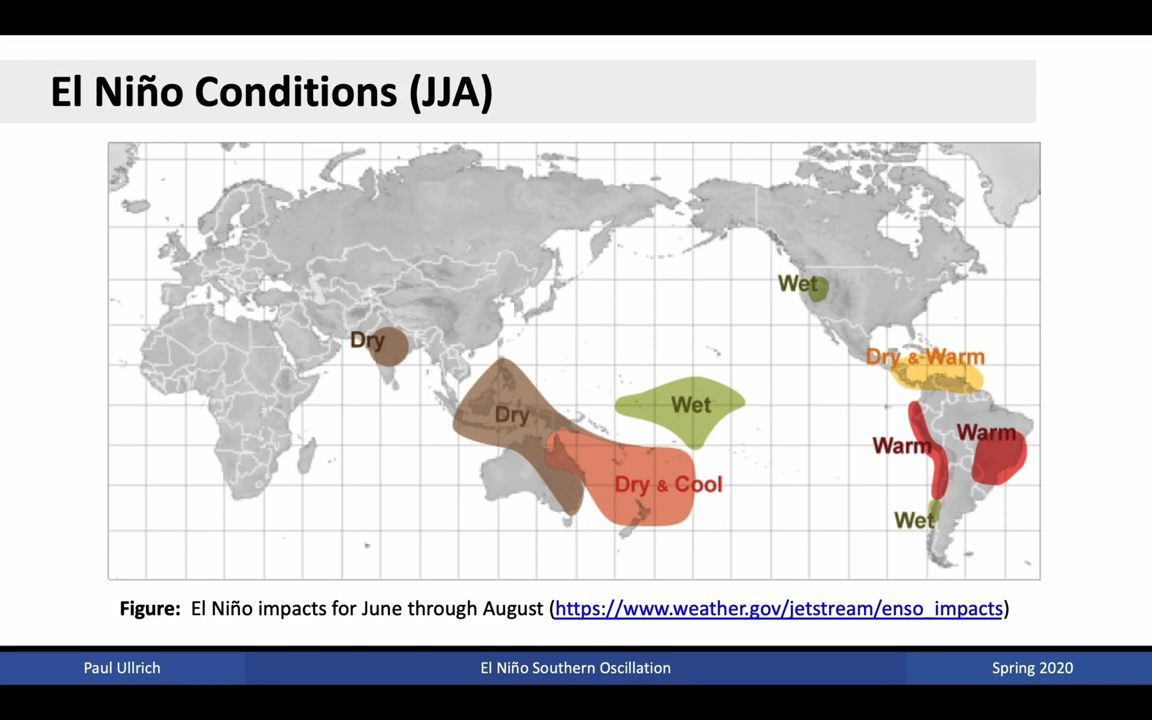 El Niño Conditions (JJA)
Wet
Dry
Dry & Warm
Dry
Wet
Warm
Warm
Dry & Cool
Wet
Figure: El Niño impacts for June through August (https://www.weather.gov/jetstream/enso_impacts)
Paul Ullrich
El Niño Southern Oscillation
Spring 2020